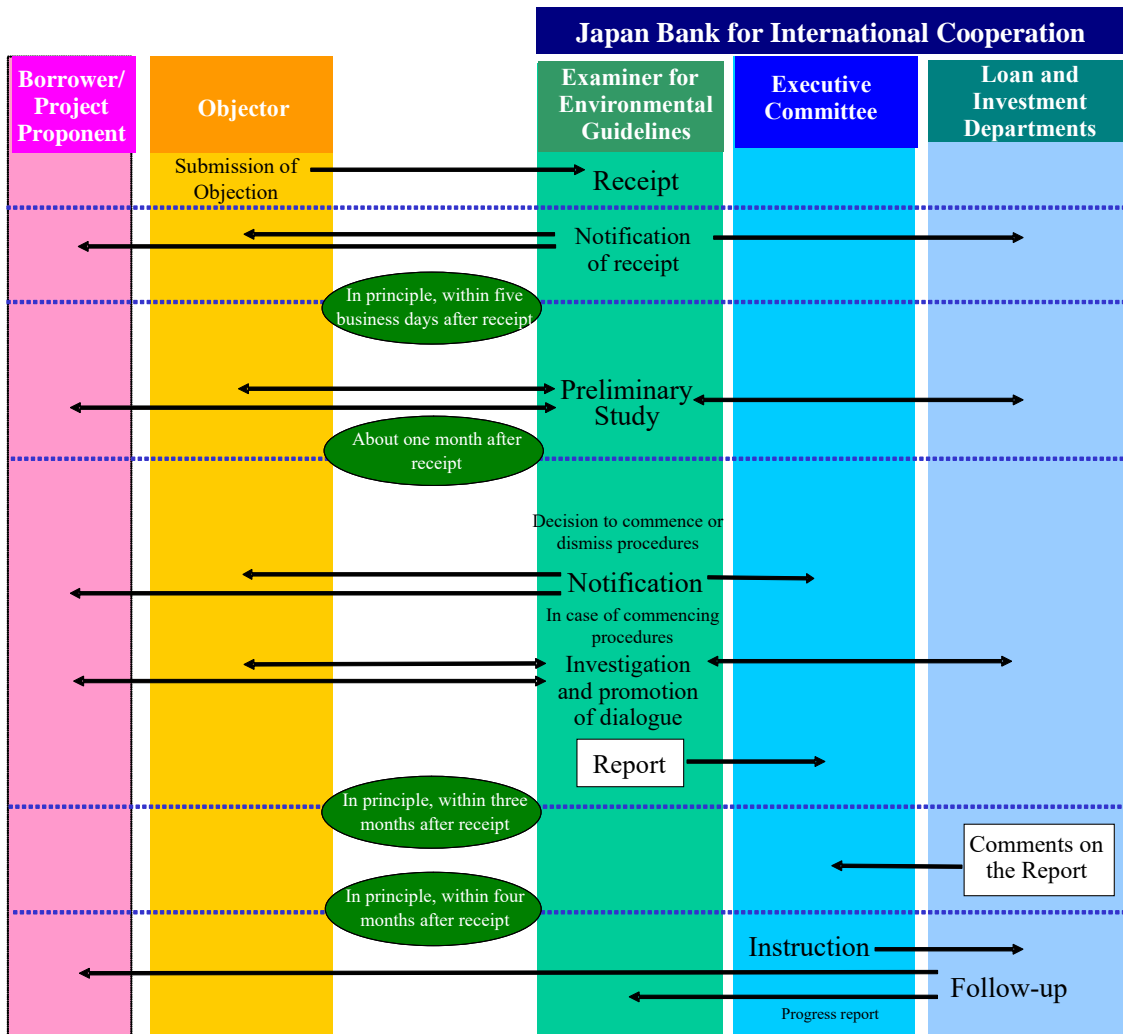 Japan Bank for International Cooperation
Borrower/
Project
Proponent
Objector
Examiner for
Environmental
Guidelines
Executive
Committee
Loan and
Investment
Departments
Submission of
Objection
Receipt
Notification
of receipt
In principle, within five
business days after receipt
Preliminary
Study
About one month after
receipt
Decision to commence or
dismiss procedures
Notification
In case of commencing
procedures
Investigation
and promotion
of dialogue
Report
In principle, within three
months after receipt
Comments on
the Report
In principle, within four
months after receipt
Instruction
Follow-up
Progress report